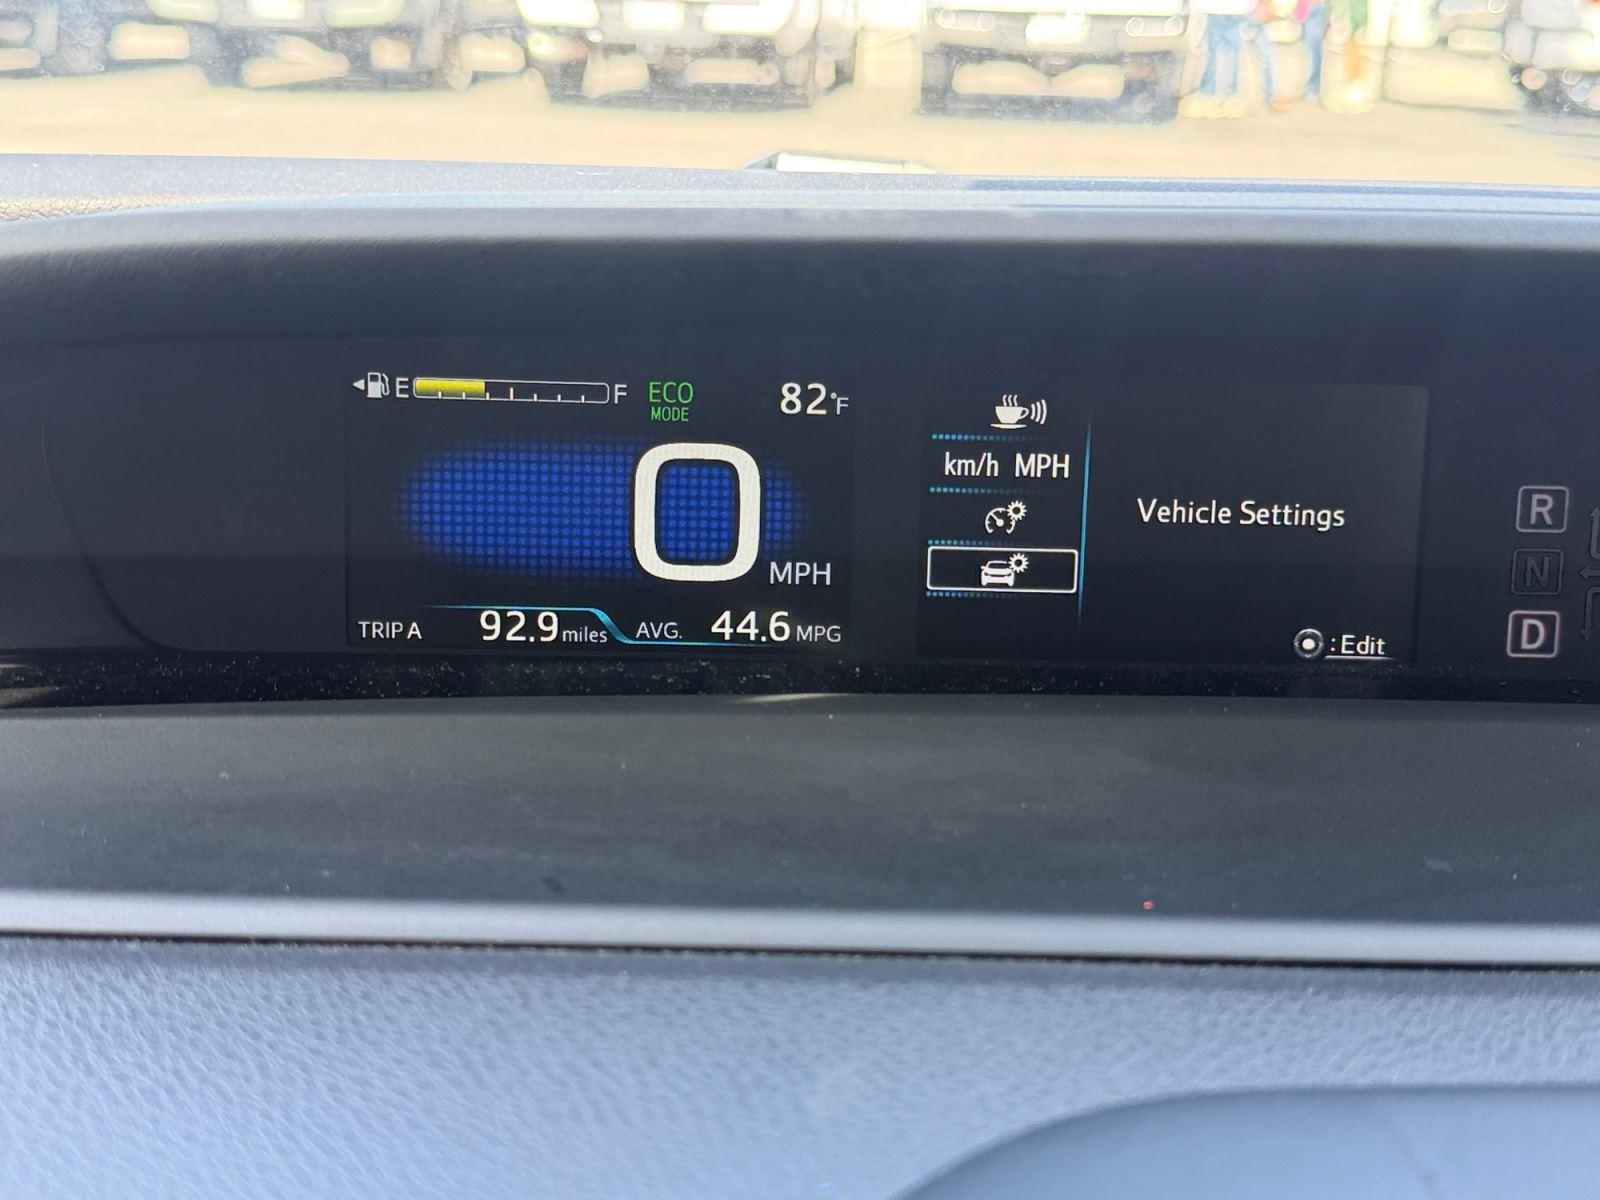 E F ECO 82°F
MODE
0 MPH
TRIP A 92.9 miles AVG. 44.6 MPG
km/h MPH
Vehicle Settings
:Edit
R
N
D